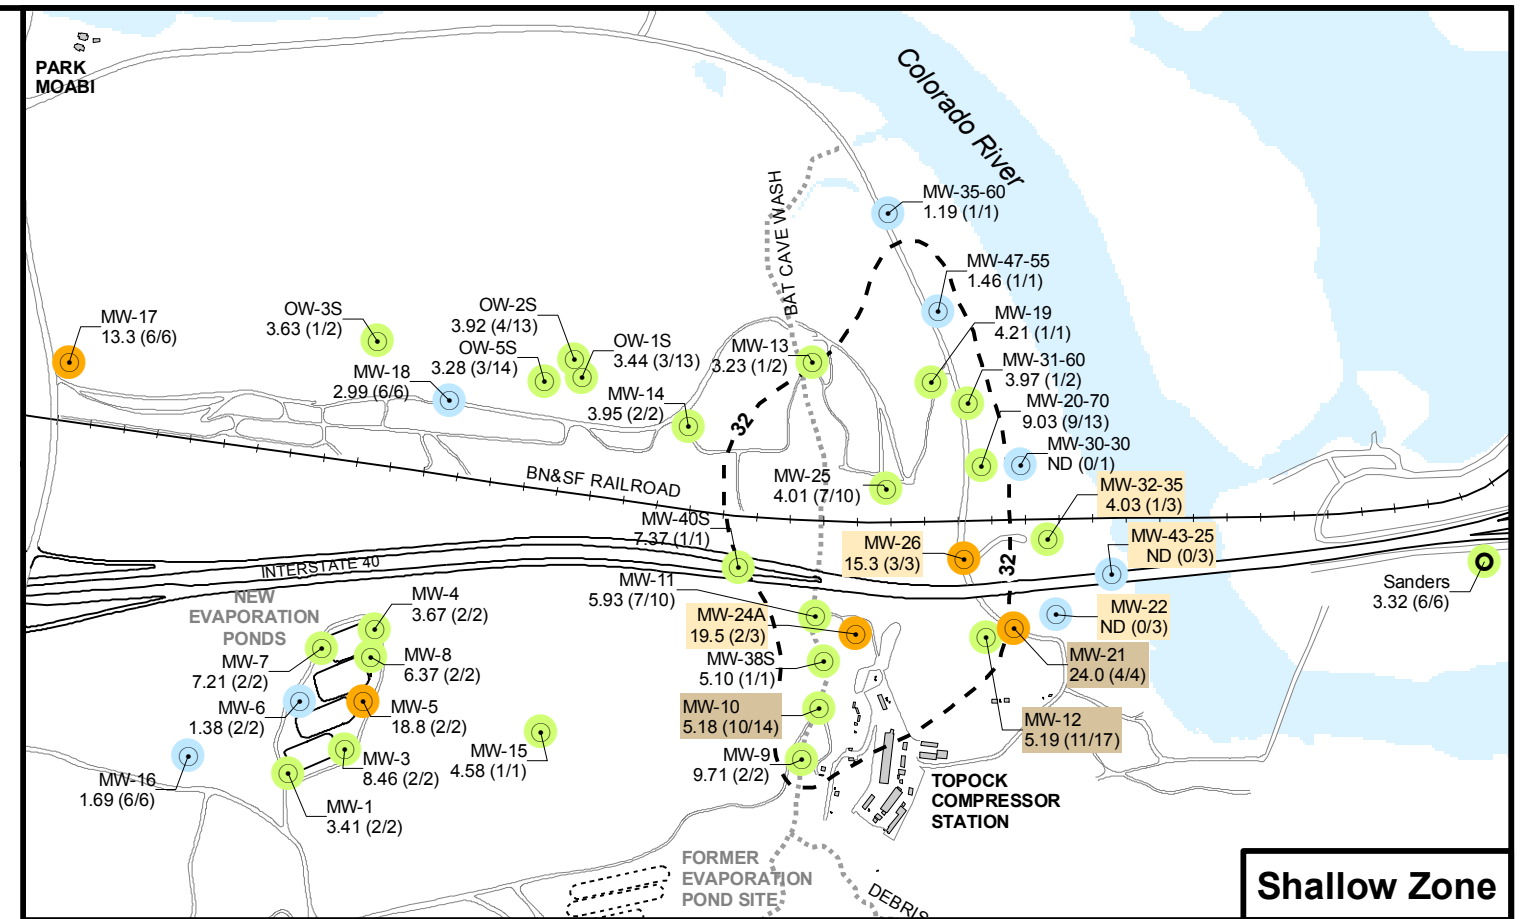 PARK
MOABI
Colorado River
BAT CAVE WASH
MW-35-60
1.19 (1/1)
MW-47-55
1.46 (1/1)
MW-17
13.3 (6/6)
OW-3S
3.63 (1/2)
OW-2S
3.92 (4/13)
OW-1S
3.44 (3/13)
OW-5S
3.28 (3/14)
MW-18
2.99 (6/6)
MW-13
3.23 (1/2)
MW-19
4.21 (1/1)
MW-31-60
3.97 (1/2)
MW-14
3.95 (2/2)
32
MW-20-70
9.03 (9/13)
MW-30-30
ND (0/1)
BN&SF RAILROAD
MW-25
4.01 (7/10)
MW-32-35
4.03 (1/3)
MW-40S
7.37 (1/1)
MW-26
15.3 (3/3)
MW-43-25
ND (0/3)
32
INTERSTATE 40
Sanders
3.32 (6/6)
MW-11
5.93 (7/10)
NEW
EVAPORATION
PONDS
MW-4
3.67 (2/2)
MW-24A
19.5 (2/3)
MW-22
ND (0/3)
MW-7
7.21 (2/2)
MW-8
6.37 (2/2)
MW-38S
5.10 (1/1)
MW-21
24.0 (4/4)
MW-6
1.38 (2/2)
MW-5
18.8 (2/2)
MW-10
5.18 (10/14)
MW-12
5.19 (11/17)
MW-16
1.69 (6/6)
MW-3
8.46 (2/2)
MW-15
4.58 (1/1)
MW-9
9.71 (2/2)
MW-1
3.41 (2/2)
TOPOCK
COMPRESSOR
STATION
FORMER
EVAPORATION
POND SITE
DEBRIS
Shallow Zone